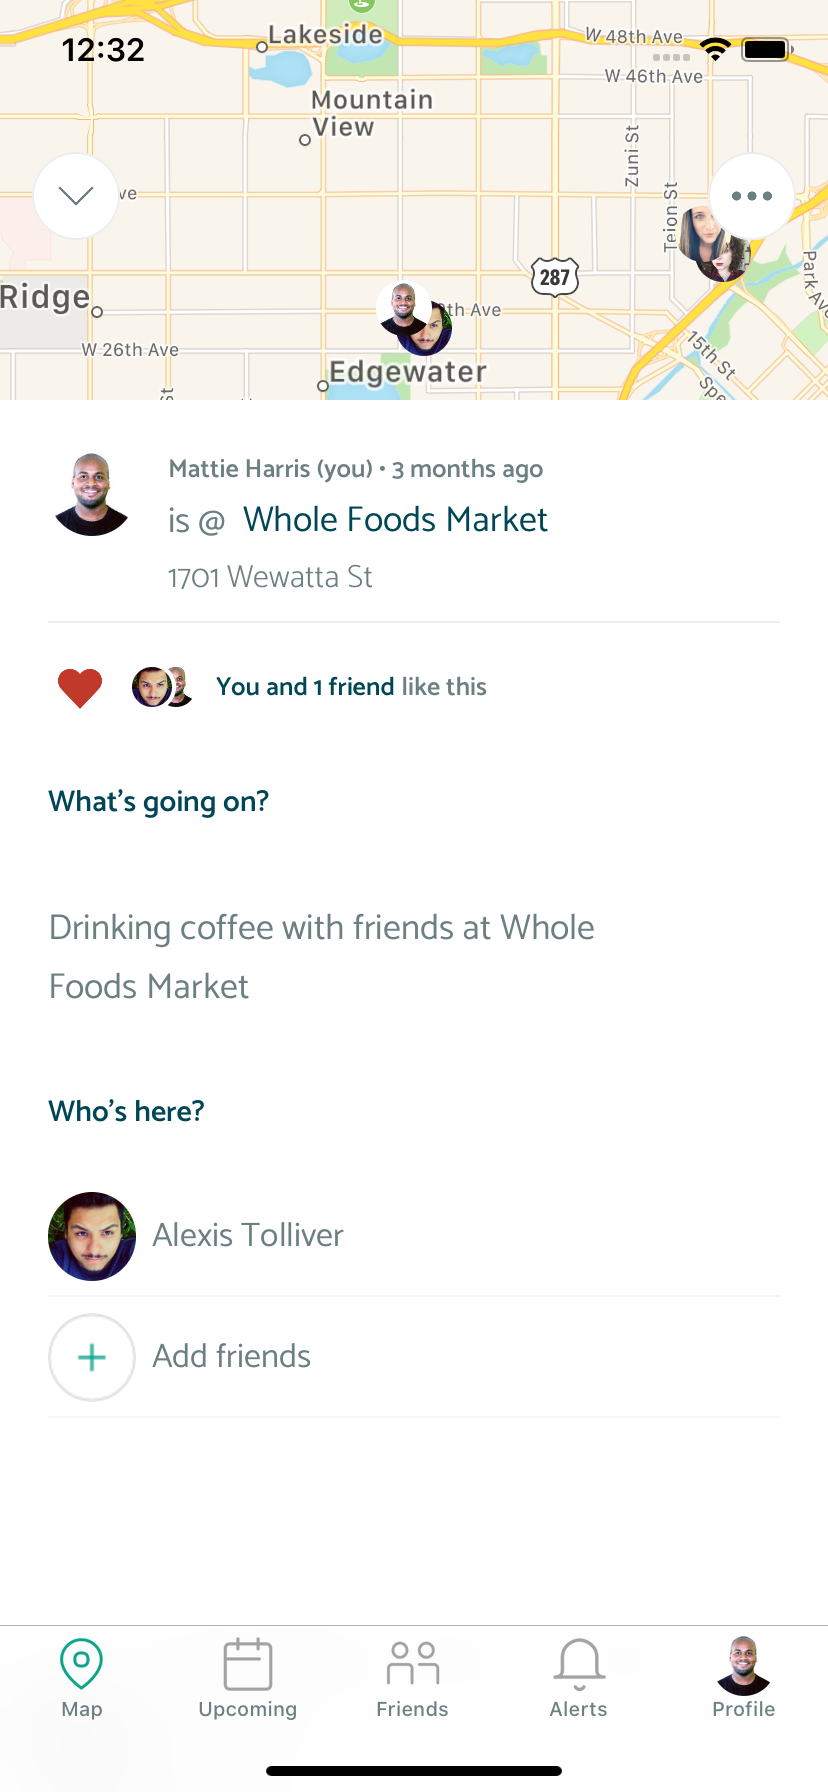 12:32
Lakeside
W 48th Ave
W 46th Ave
Mountain
View
Zuni St
Teion St
ve
287
Park Av
Ridge
th Ave
W 26th Ave
Edgewater
15th St
Spe
St
Mattie Harris (you) • 3 months ago
is @ Whole Foods Market
1701 Wewatta St
You and 1 friend like this
What's going on?
Drinking coffee with friends at Whole
Foods Market
Who's here?
Alexis Tolliver
Add friends
Map
Upcoming
Friends
Alerts
Profile